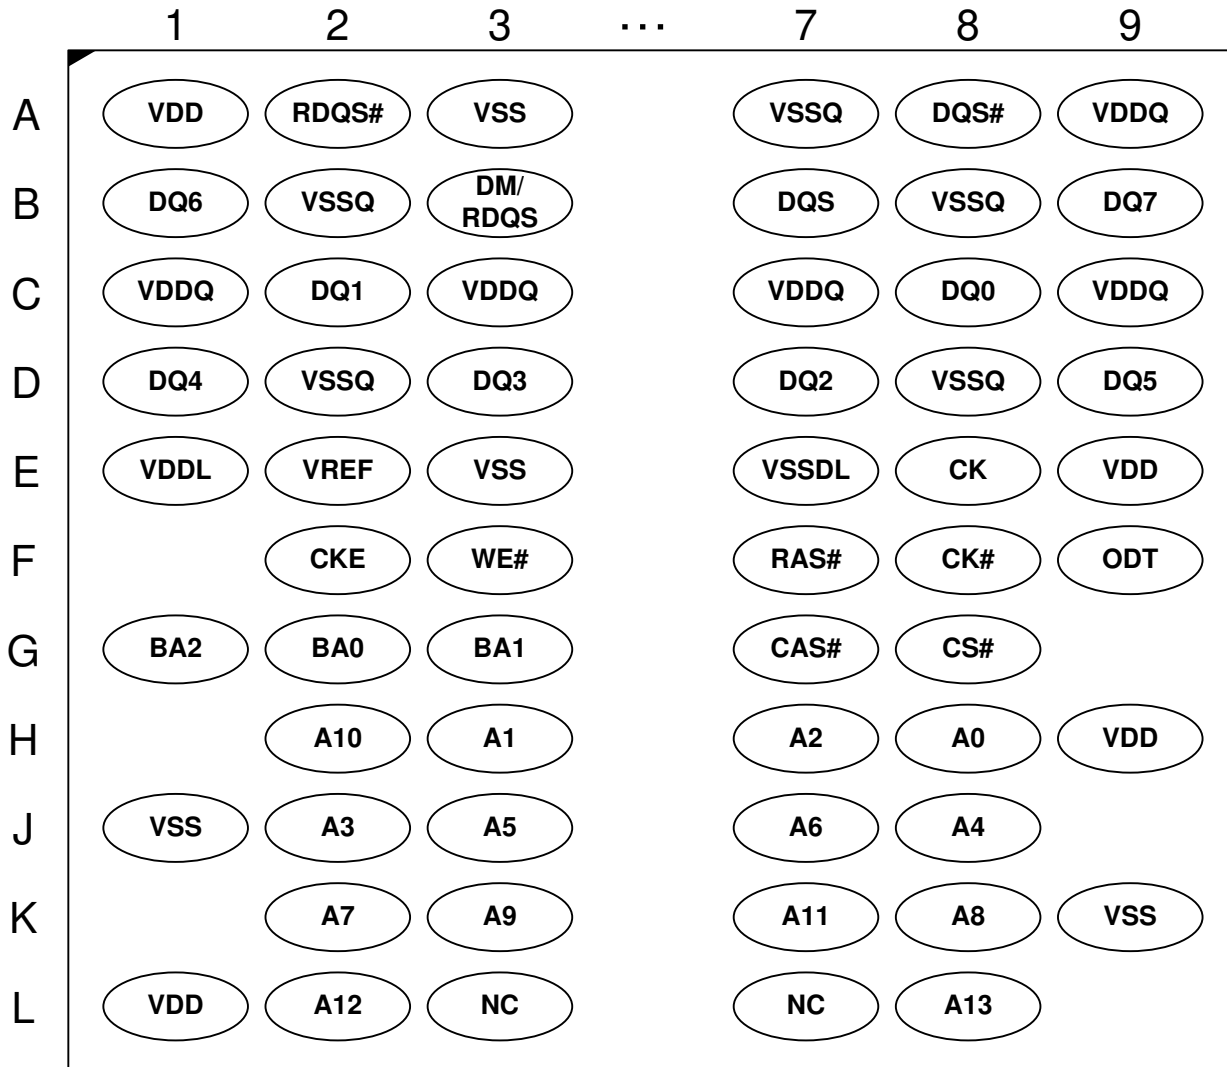 1 2 3 ... 7 8 9
A VDD RDQS# VSS VSSQ DQS# VDDQ
B DQ6 VSSQ DM/ RDQS DQS VSSQ DQ7
C VDDQ DQ1 VDDQ VDDQ DQ0 VDDQ
D DQ4 VSSQ DQ3 DQ2 VSSQ DQ5
E VDDL VREF VSS VSSDL CK VDD
F CKE WE# RAS# CK# ODT
G BA2 BA0 BA1 CAS# CS#
H A10 A1 A2 A0 VDD
J VSS A3 A5 A6 A4
K A7 A9 A11 A8 VSS
L VDD A12 NC NC A13